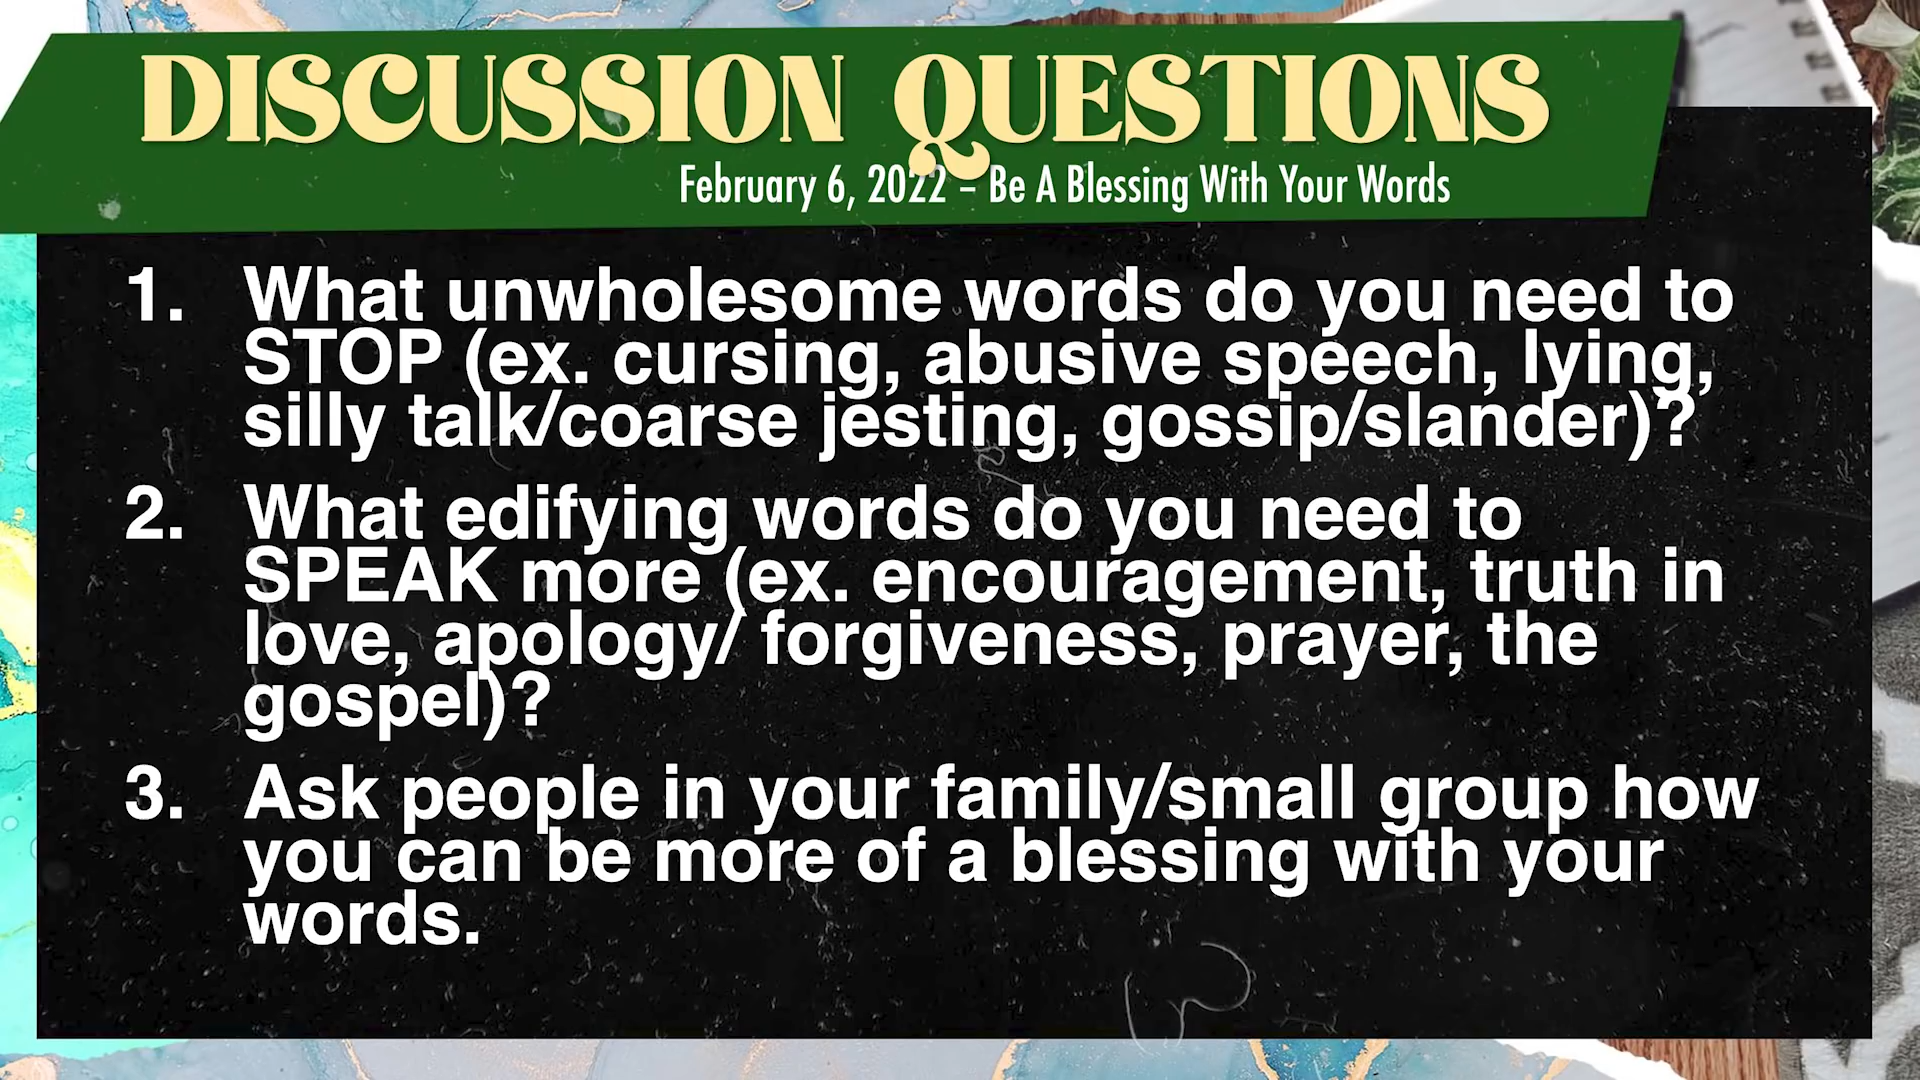 DISCUSSION QUESTIONS
February 6, 2022 – Be A Blessing With Your Words
1. What unwholesome words do you need to
STOP (ex. cursing, abusive speech, lying,
silly talk/coarse jesting, gossip/slander)?
2. What edifying words do you need to
SPEAK more (ex. encouragement, truth in
love, apology/ forgiveness, prayer, the
gospel)?
3. Ask people in your family/small group how
you can be more of a blessing with your
words.